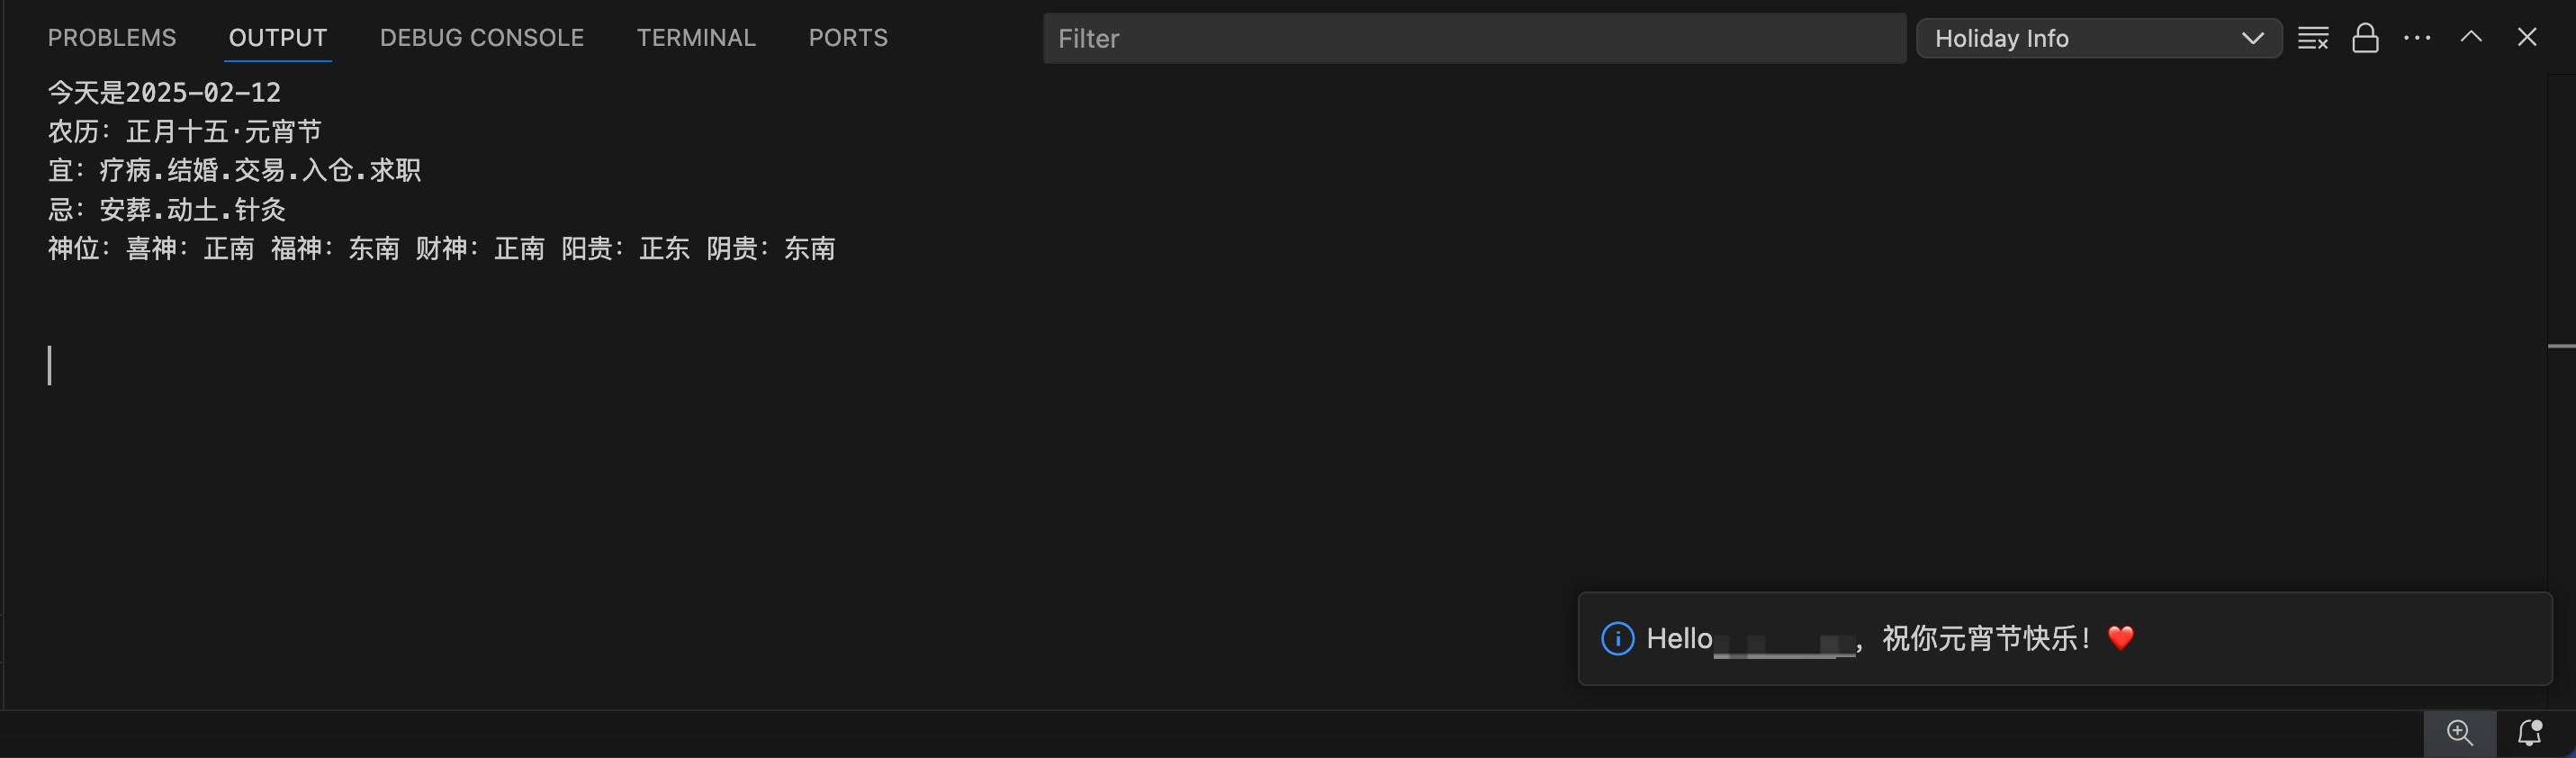 PROBLEMS OUTPUT DEBUG CONSOLE TERMINAL PORTS Filter Holiday Info
今天是2025-02-12
农历：正月十五·元宵节
宜：疗病.结婚.交易.入仓.求职
忌：安葬.动土.针灸
神位：喜神：正南 福神：东南 财神：正南 阳贵：正东 阴贵：东南
Hello ，祝你元宵节快乐！❤️